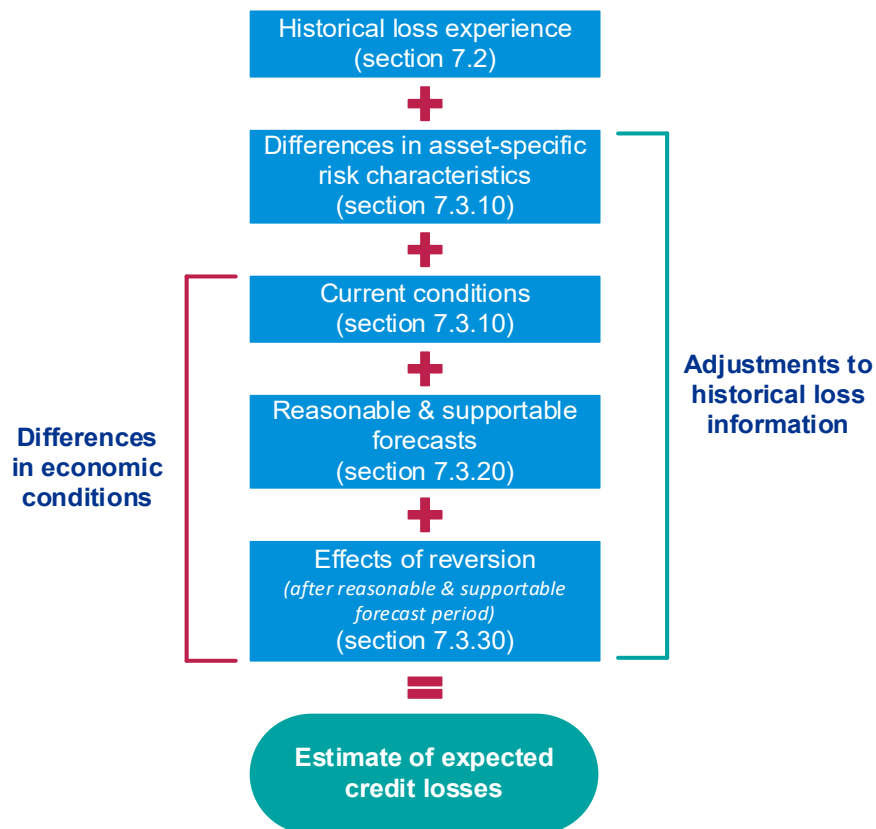 Historical loss experience
(section 7.2)
+
Differences in asset-specific
risk characteristics
(section 7.3.10)
+
Current conditions
(section 7.3.10)
+
Reasonable & supportable
forecasts
(section 7.3.20)
+
Effects of reversion
(after reasonable & supportable
forecast period)
(section 7.3.30)
=
Estimate of expected
credit losses
Differences
in economic
conditions
Adjustments to
historical loss
information